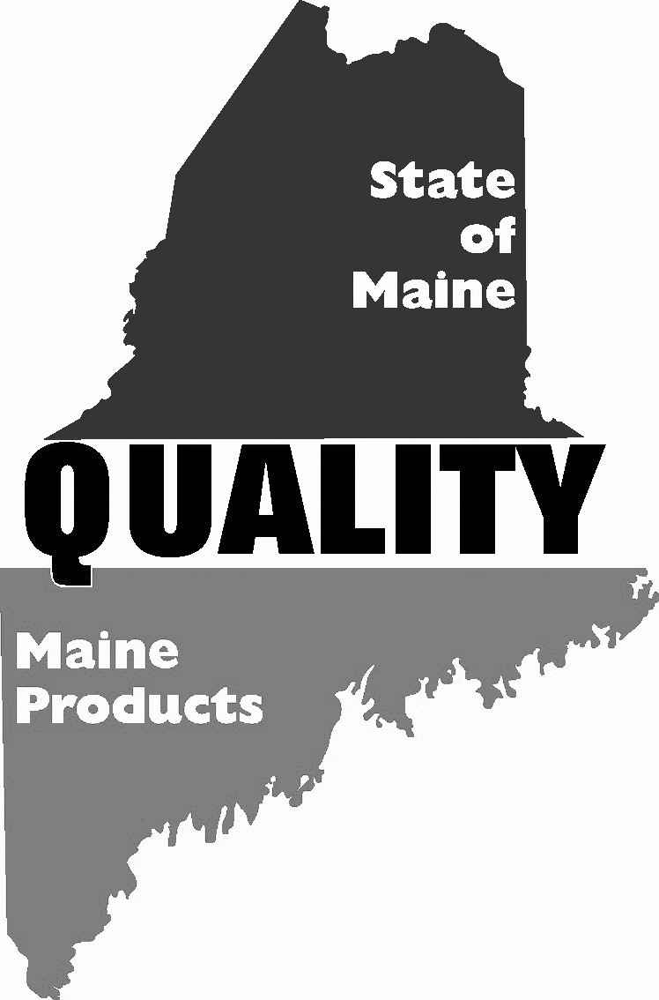 State
of
Maine
QUALITY
Maine
Products